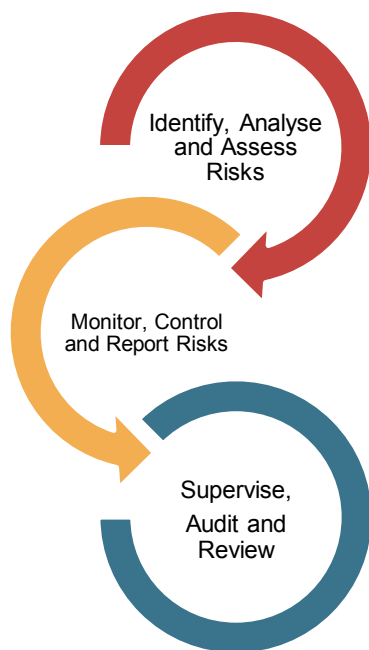 Identify, Analyse
and Assess
Risks
Monitor, Control
and Report Risks
Supervise,
Audit and
Review